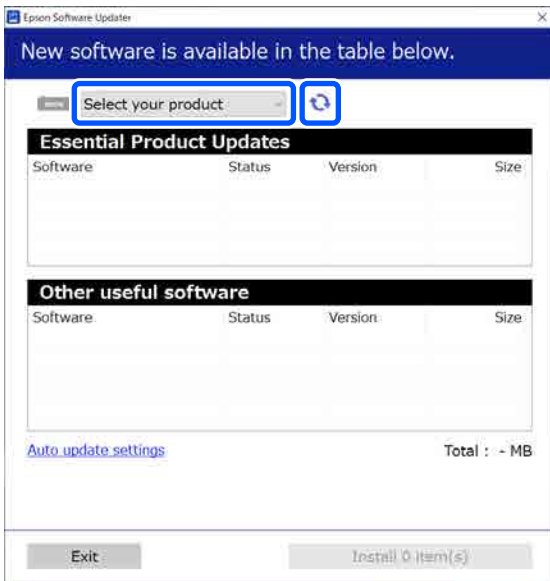 Epson Software Updater
New software is available in the table below.
Select your product
Essential Product Updates
Software Status Version Size
Other useful software
Software Status Version Size
Auto update settings Total : - MB
Exit Install 0 item(s)